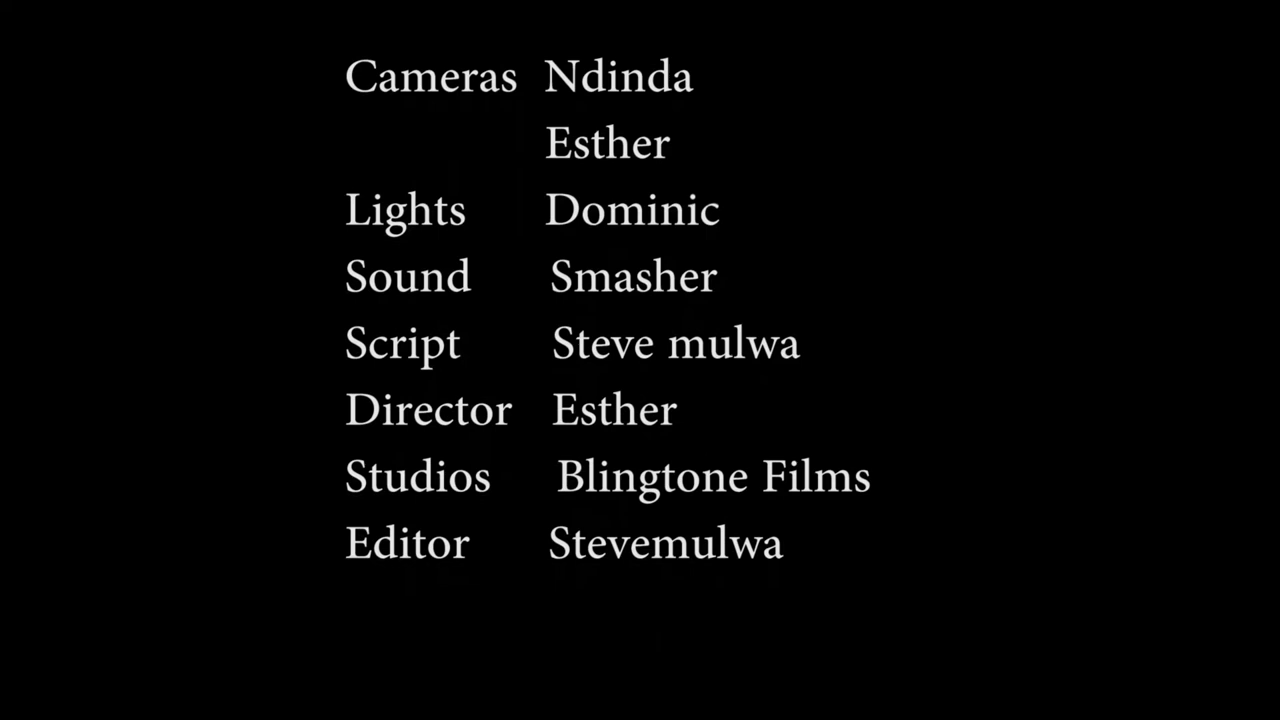 Cameras Ndinda
Esther
Lights Dominic
Sound Smasher
Script Steve mulwa
Director Esther
Studios Blingtone Films
Editor Stevemulwa